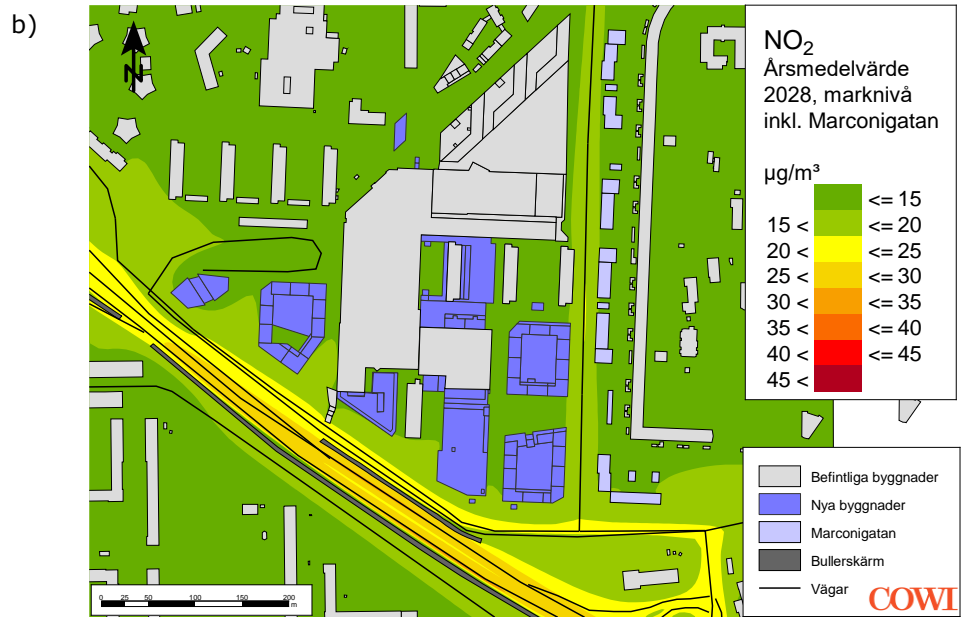 b)
N
NO₂
Årsmedelvärde
2028, marknivå
inkl. Marconigatan
µg/m³
<= 15
15 < <= 20
20 < <= 25
25 < <= 30
30 < <= 35
35 < <= 40
40 < <= 45
45 <
Befintliga byggnader
Nya byggnader
Marconigatan
Bullerskärm
Vägar
COWI
0 25 50 100 150 200
m